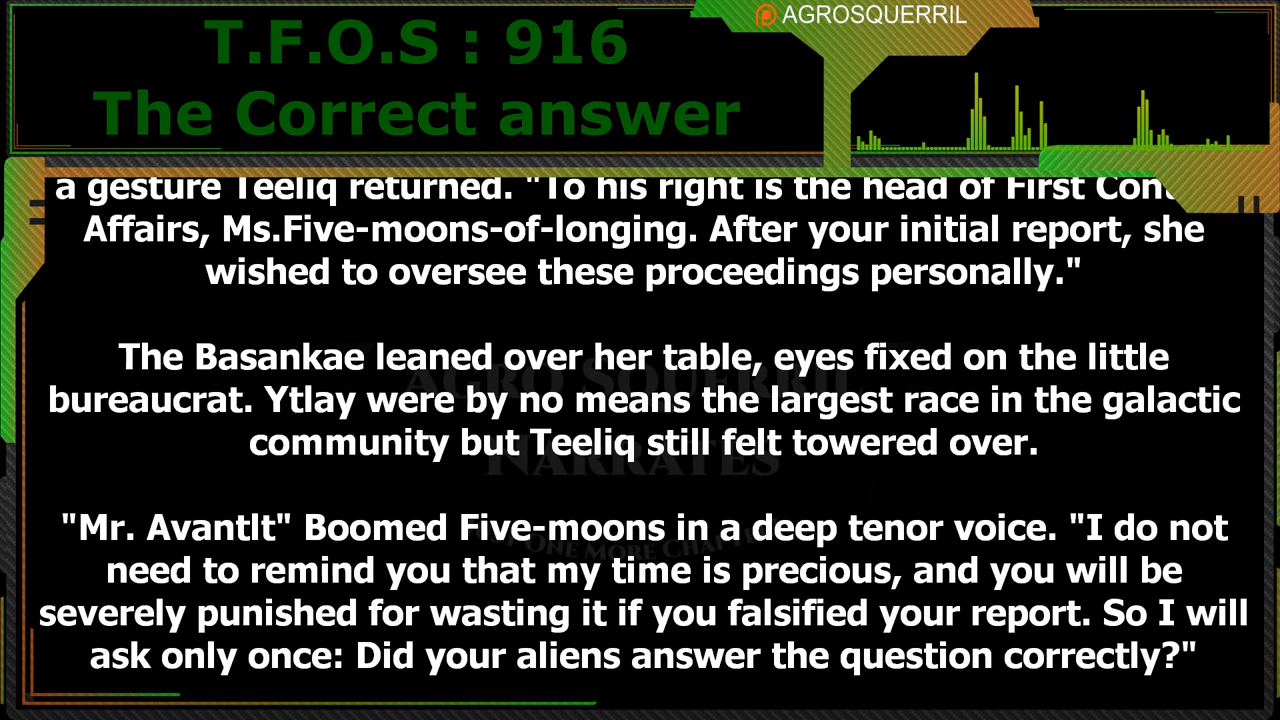 AGROSQUERRIL
T.F.O.S : 916
The Correct answer
a gesture Teeliq returned. "To his right is the head of First
Affairs, Ms.Five-moons-of-longing. After your initial report, she
wished to oversee these proceedings personally."
The Basankae leaned over her table, eyes fixed on the little
bureaucrat. Ytlay were by no means the largest race in the galactic
community but Teeliq still felt towered over.
"Mr. Avantlt" Boomed Five-moons in a deep tenor voice. "I do not
need to remind you that my time is precious, and you will be
severely punished for wasting it if you falsified your report. So I will
ask only once: Did your aliens answer the question correctly?"
AGRO SQUERRIL
NARRATES
ONE MORE